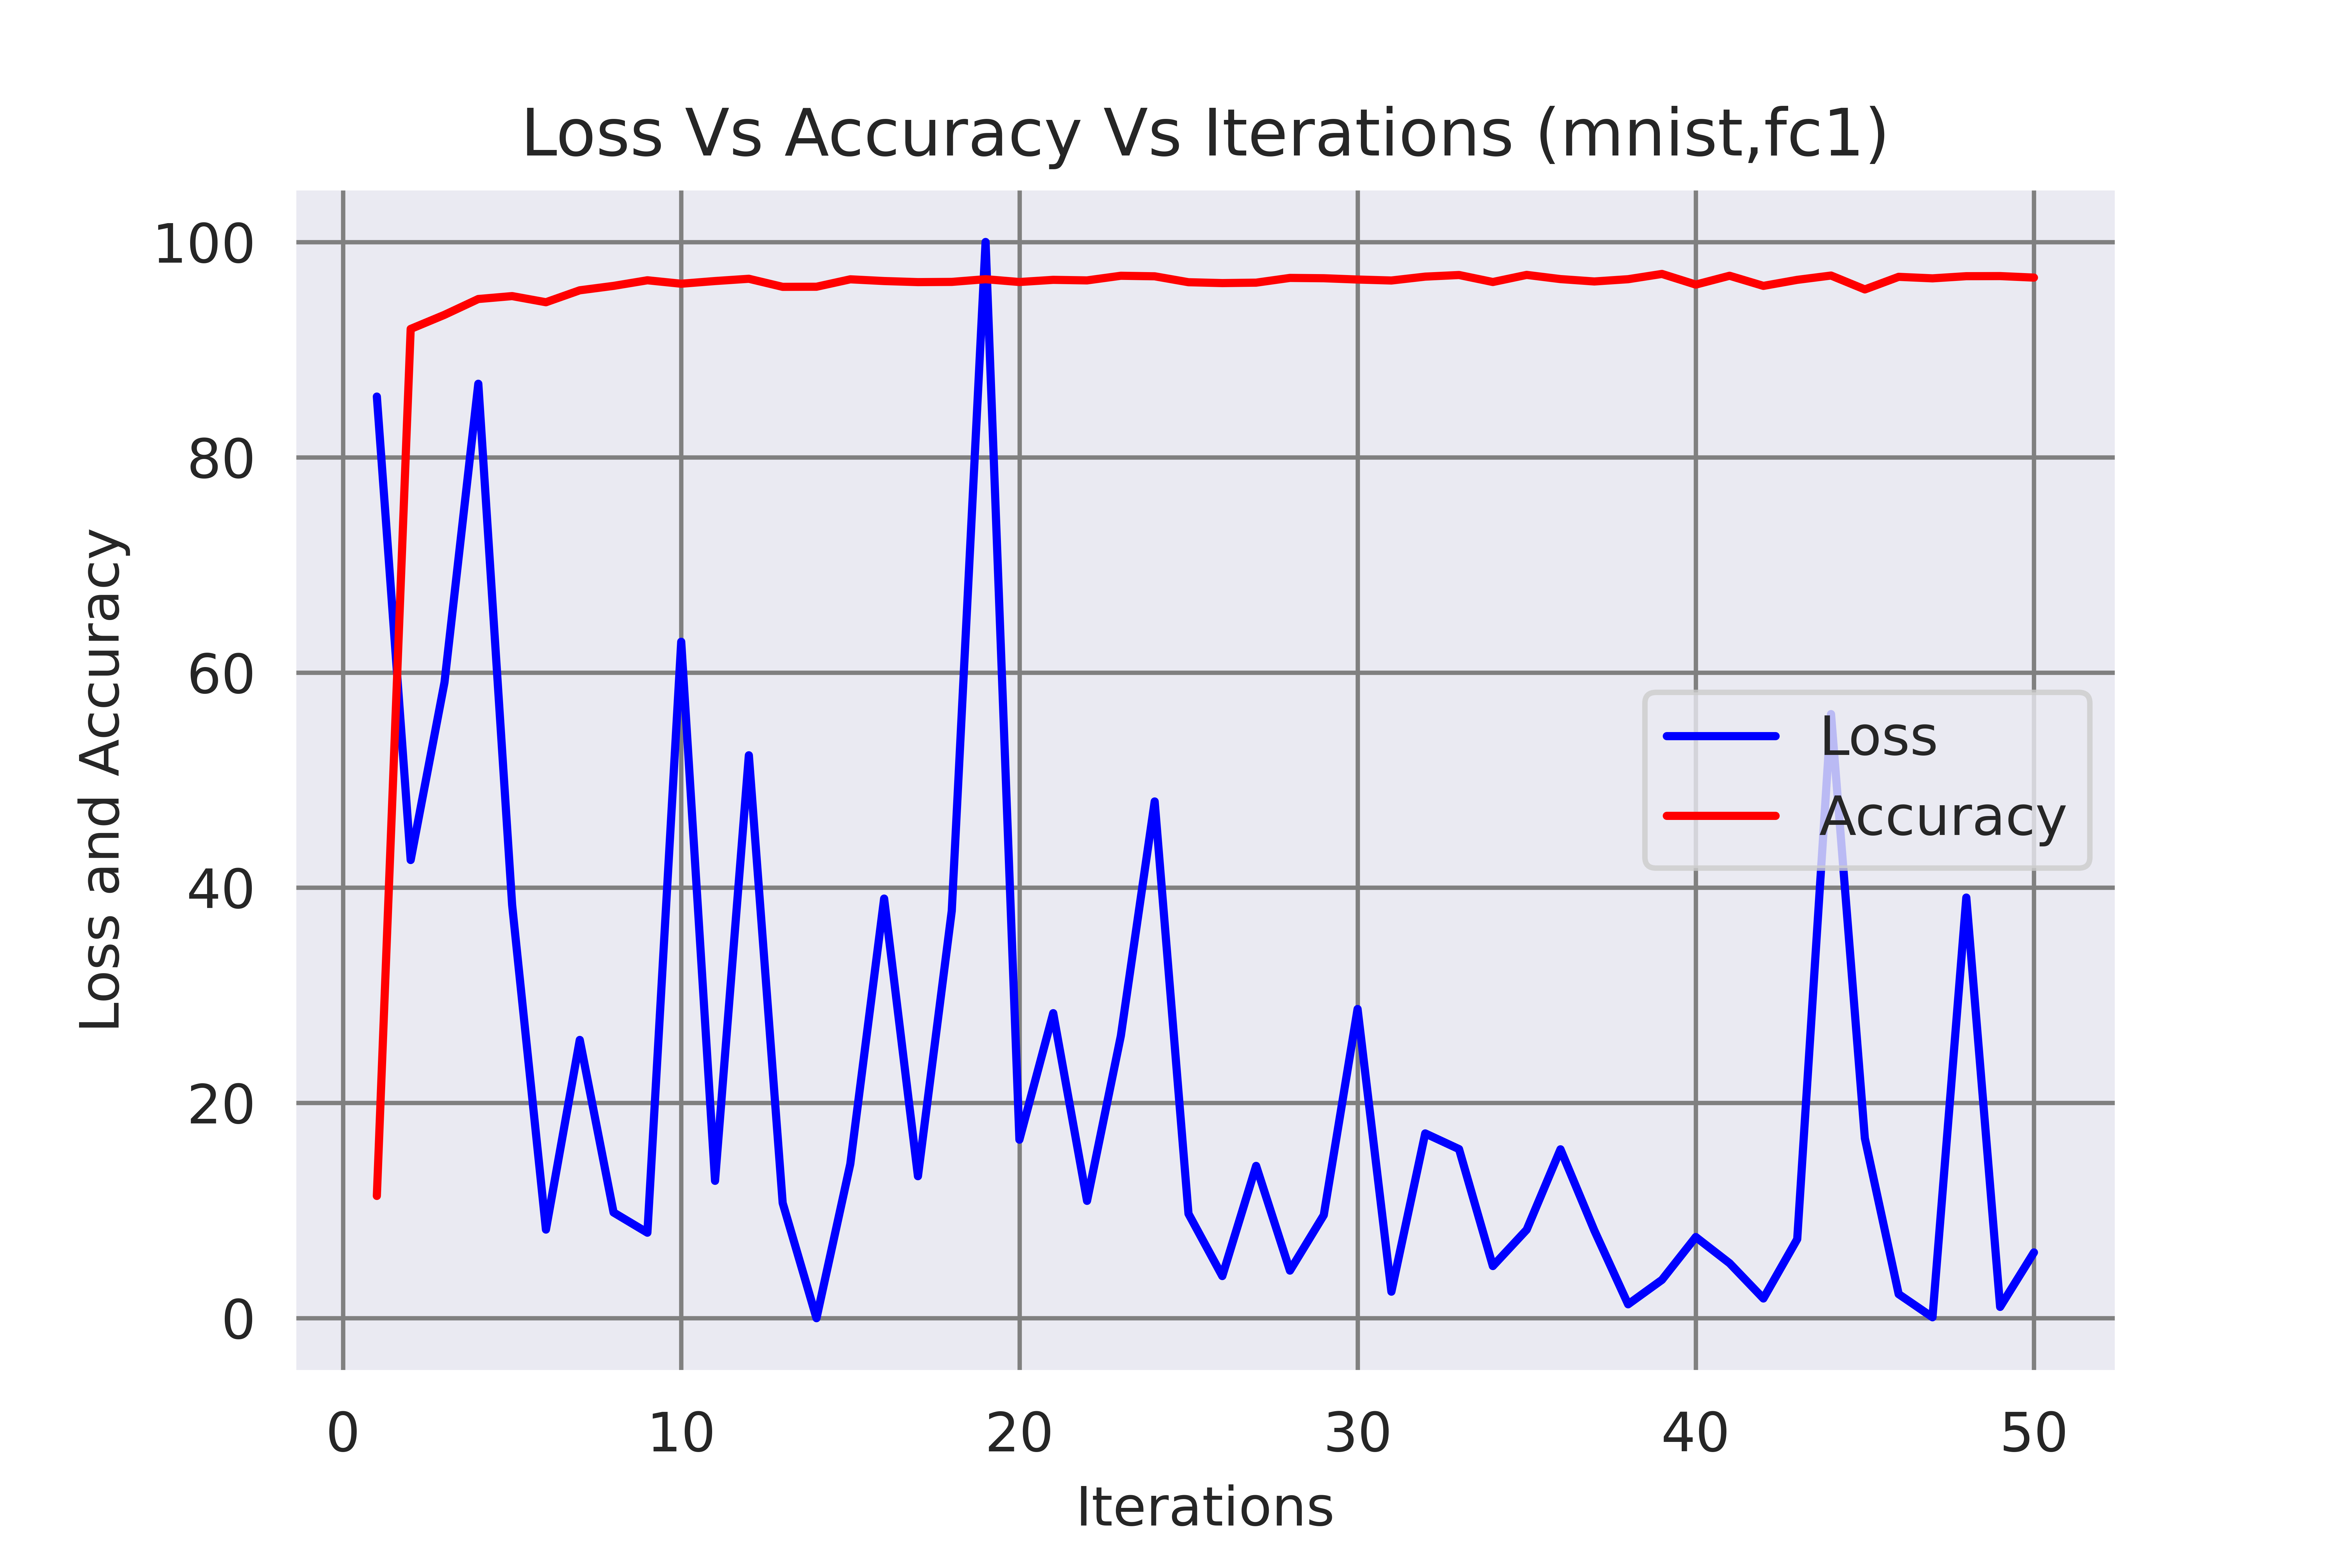 Loss Vs Accuracy Vs Iterations (mnist,fc1)
100
80
60
40
20
0
Loss and Accuracy
Loss
Accuracy
0 10 20 30 40 50
Iterations